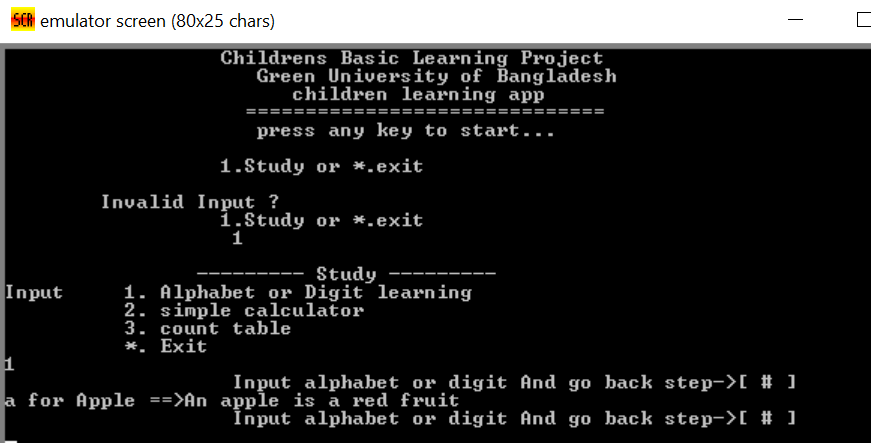 SCR emulator screen (80x25 chars)
Childrens Basic Learning Project
Green University of Bangladesh
children learning app
==============================
press any key to start...
1.Study or *.exit
Invalid Input ?
1.Study or *.exit
1
--------- Study ---------
Input 1. Alphabet or Digit learning
2. simple calculator
3. count table
*. Exit
1
Input alphabet or digit And go back step->[ # ]
a for Apple ==>An apple is a red fruit
Input alphabet or digit And go back step->[ # ]